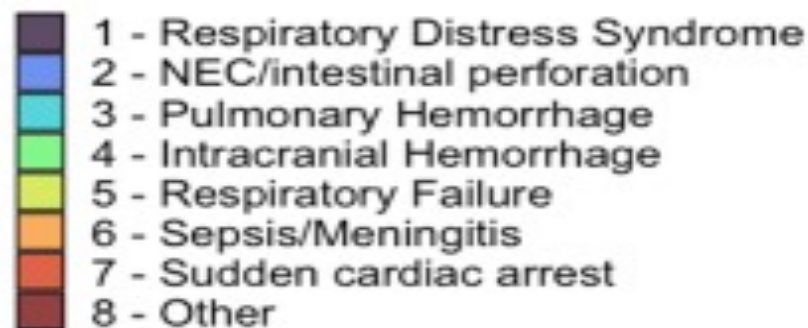 1 - Respiratory Distress Syndrome
2 - NEC/intestinal perforation
3 - Pulmonary Hemorrhage
4 - Intracranial Hemorrhage
5 - Respiratory Failure
6 - Sepsis/Meningitis
7 - Sudden cardiac arrest
8 - Other